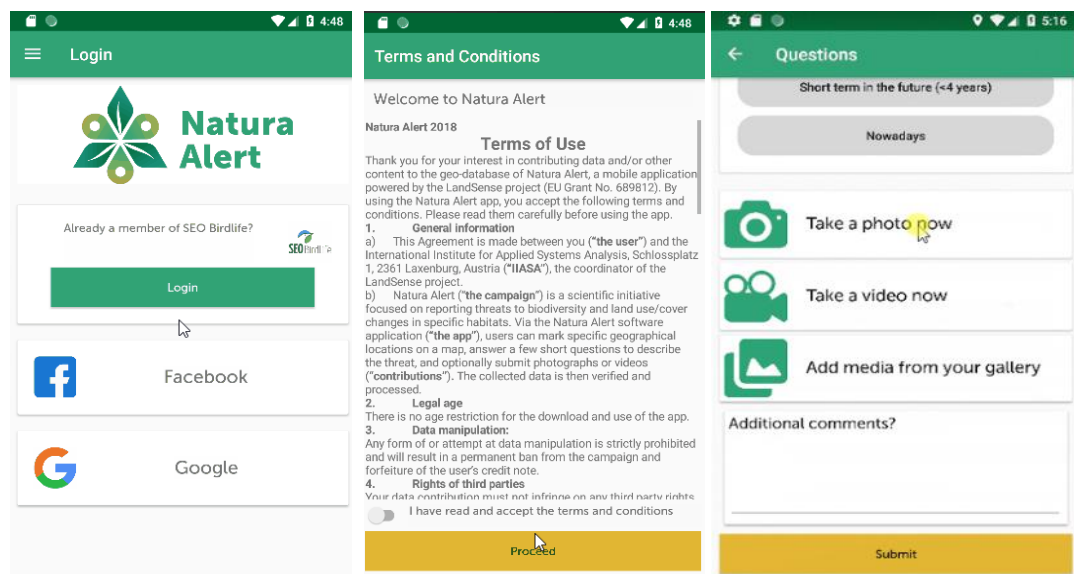 4:48
Login
Natura
Alert
Already a member of SEO Birdlife?
SEO BirdLife
Login
Facebook
Google
4:48
Terms and Conditions
Welcome to Natura Alert
Natura Alert 2018
Terms of Use
Thank you for your interest in contributing data and/or other
content to the geo-database of Natura Alert, a mobile application
powered by the LandSense project (EU Grant No. 689812). By
using the Natura Alert app, you accept the following terms and
conditions. Please read them carefully before using the app.
1. General information
a) This Agreement is made between you (“the user”) and the
International Institute for Applied Systems Analysis, Schlossplatz
1, 2361 Laxenburg, Austria (“IIASA”), the coordinator of the
LandSense project.
b) Natura Alert (“the campaign”) is a scientific initiative
focused on reporting threats to biodiversity and land use/cover
changes in specific habitats. Via the Natura Alert software
application (“the app”), users can mark specific geographical
locations on a map, answer a few short questions to describe
the threat, and optionally submit photographs or videos
(“contributions”). The collected data is then verified and
processed.
2. Legal age
There is no age restriction for the download and use of the app.
3. Data manipulation:
Any form of or attempt at data manipulation is strictly prohibited
and will result in a permanent ban from the campaign and
forfeiture of the user’s credit note.
4. Rights of third parties
Your data contribution must not infringe on any third party rights
I have read and accept the terms and conditions
Proceed
5:16
Questions
Short term in the future (<4 years)
Nowadays
Take a photo now
Take a video now
Add media from your gallery
Additional comments?
Submit